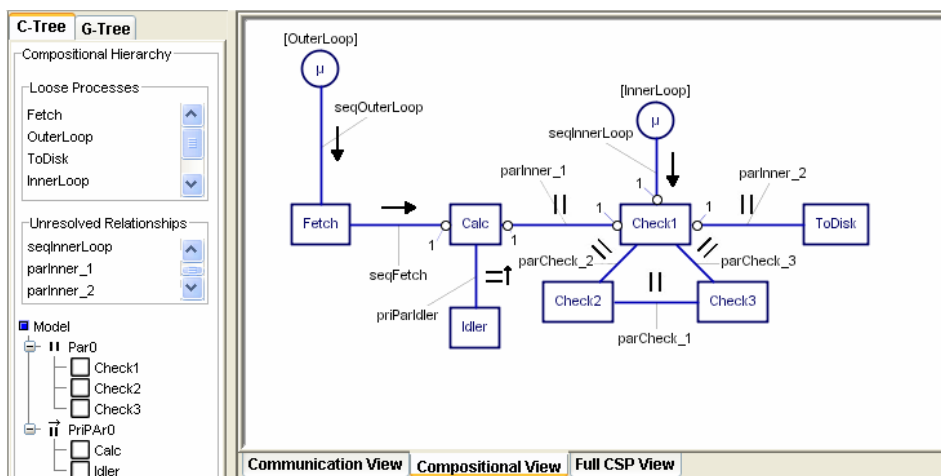 C-Tree
G-Tree
Compositional Hierarchy
Loose Processes
Fetch
OuterLoop
ToDisk
InnerLoop
Unresolved Relationships
seqInnerLoop
parInner_1
parInner_2
Model
Par0
Check1
Check2
Check3
PriPAr0
Calc
Idler
[OuterLoop]
μ
seqOuterLoop
[InnerLoop]
μ
seqInnerLoop
parInner_1
parInner_2
1
1
1
Fetch
Calc
Check1
ToDisk
1
1
seqFetch
parCheck_2
parCheck_3
priParIdler
Check2
Check3
Idler
parCheck_1
Communication View
Compositional View
Full CSP View